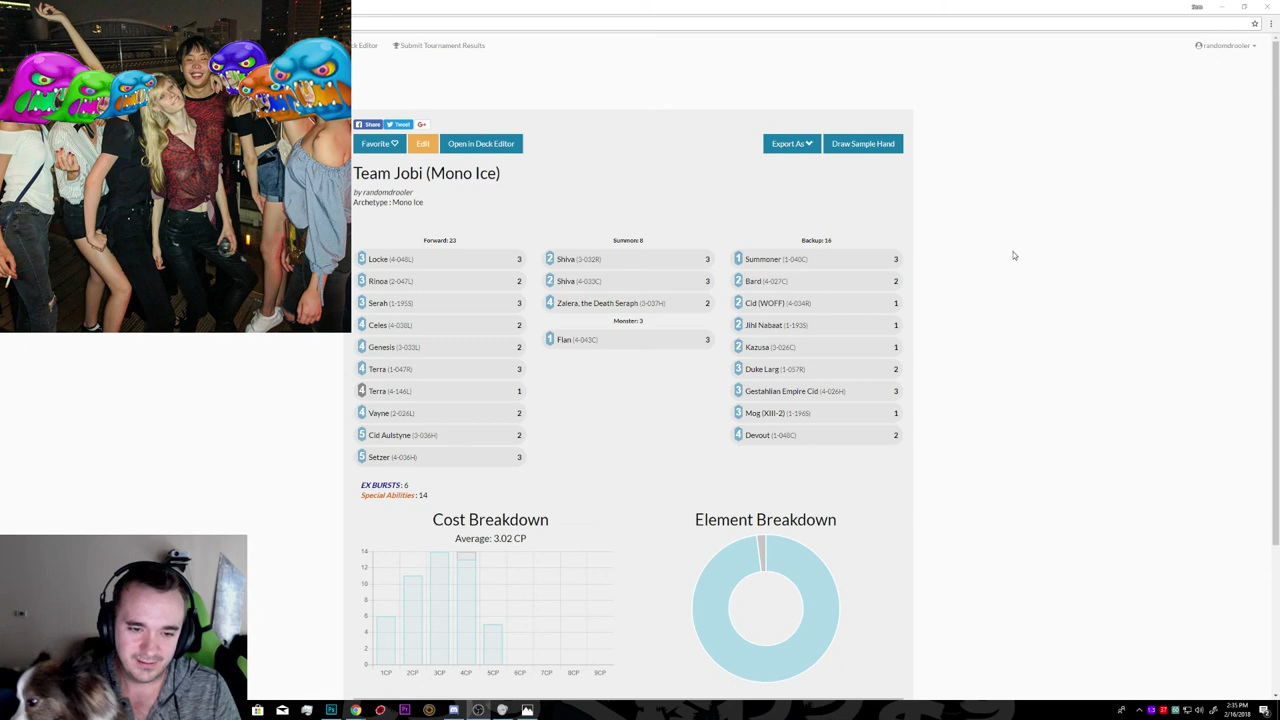 ck Editor Submit Tournament Results randomdrooler
Share Tweet G+
Favorite Edit Open in Deck Editor Export As Draw Sample Hand
Team Jobi (Mono Ice)
by randomdrooler
Archetype : Mono Ice
Forward: 23
3 Locke (4-048L) 3
3 Rinoa (2-047L) 2
3 Serah (1-195S) 3
4 Celes (4-038L) 2
4 Genesis (3-033L) 2
4 Terra (1-047R) 3
4 Terra (4-146L) 1
4 Vayne (2-026L) 2
5 Cid Aulstyne (3-036H) 2
5 Setzer (4-036H) 3
Summon: 8
2 Shiva (3-032R) 3
2 Shiva (4-033C) 3
4 Zalera, the Death Seraph (3-037H) 2
Monster: 3
1 Flan (4-043C) 3
Backup: 16
1 Summoner (1-040C) 3
2 Bard (4-027C) 2
2 Cid (WOFF) (4-034R) 1
2 Jihl Nabaat (1-193S) 1
2 Kazusa (3-026C) 1
3 Duke Larg (1-057R) 2
3 Gestahlian Empire Cid (4-026H) 3
3 Mog (XIII-2) (1-196S) 1
4 Devout (1-048C) 2
EX BURSTS : 6
Special Abilities : 14
Cost Breakdown
Average: 3.02 CP
14
12
10
8
6
4
2
0
1CP 2CP 3CP 4CP 5CP 6CP 7CP 8CP 9CP
Element Breakdown
2:35 PM
2/16/2018